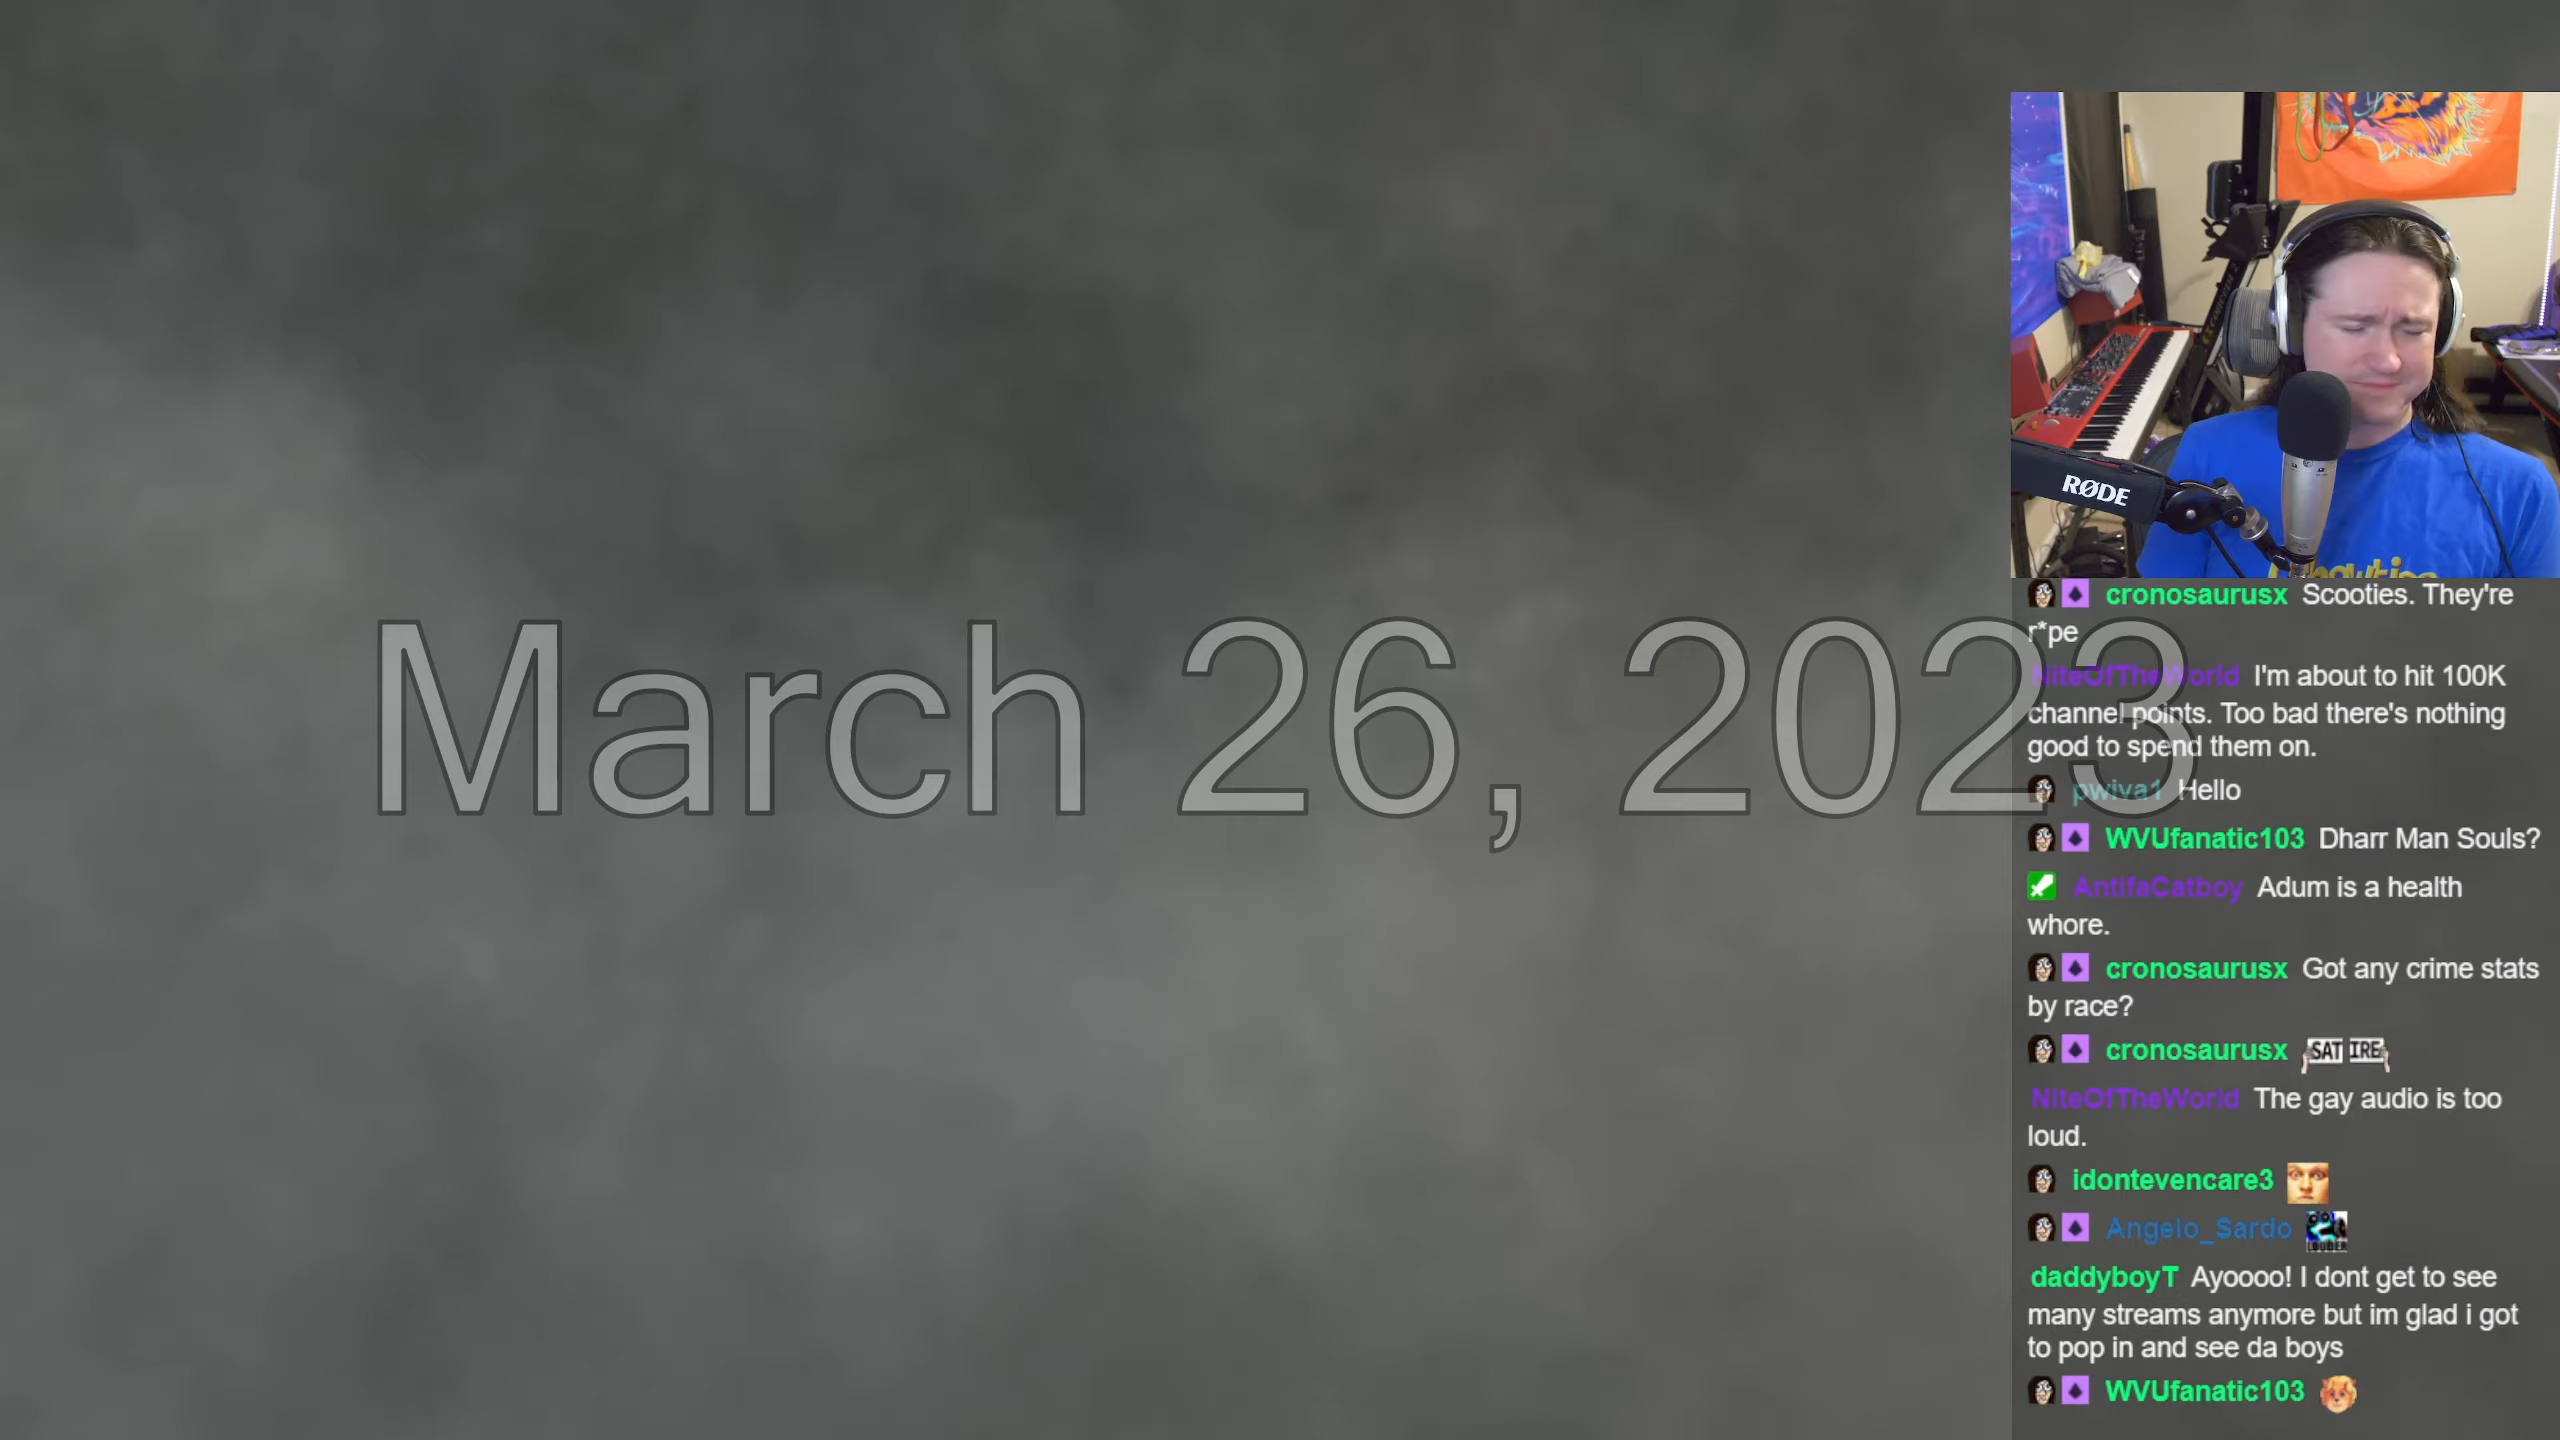 RØDE
cronosaurusx Scooties. They're
r*pe
NiteOfTheWorld I'm about to hit 100K
channel points. Too bad there's nothing
good to spend them on.
March 26, 2023
pwiva1 Hello
WVUfanatic103 Dharr Man Souls?
AntifaCatboy Adum is a health
whore.
cronosaurusx Got any crime stats
by race?
cronosaurusx SATIRE
NiteOfTheWorld The gay audio is too
loud.
idontevencare3
Angelo_Sardo LOUDER
daddyboyT Ayoooo! I dont get to see
many streams anymore but im glad i got
to pop in and see da boys
WVUfanatic103